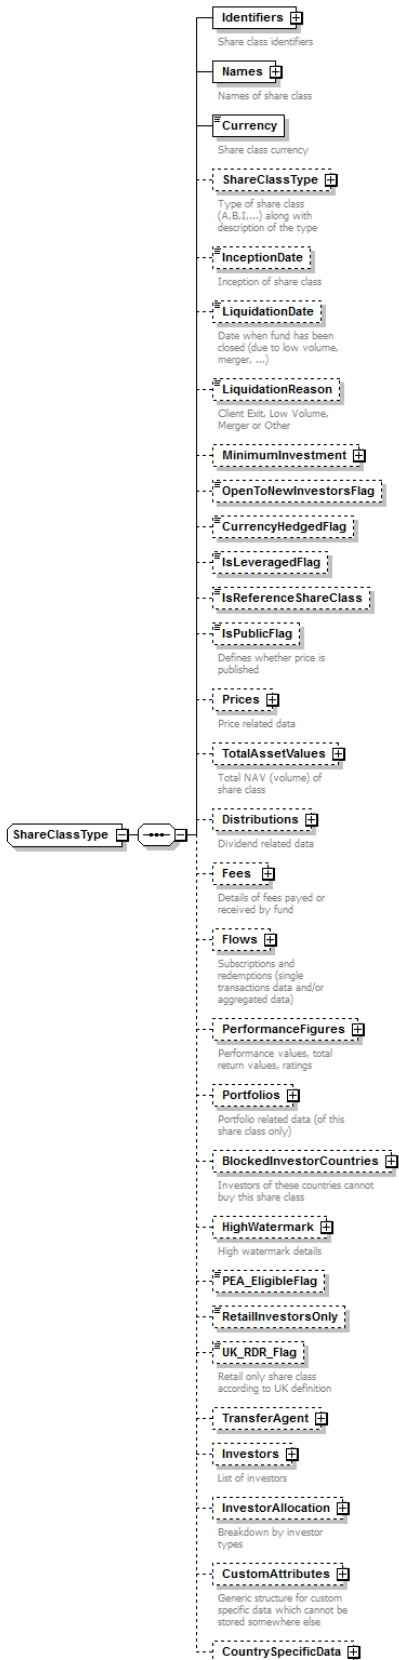 Identifiers
Share class identifiers
Names
Names of share class
Currency
Share class currency
ShareClassType
Type of share class
(A,B,I,...) along with
description of the type
InceptionDate
Inception of share class
LiquidationDate
Date when fund has been
closed (due to low volume,
merger, ...)
LiquidationReason
Client Exit, Low Volume,
Merger or Other
MinimumInvestment
OpenToNewInvestorsFlag
CurrencyHedgedFlag
IsLeveragedFlag
IsReferenceShareClass
IsPublicFlag
Defines whether price is
published
Prices
Price related data
TotalAssetValues
Total NAV (volume) of
share class
ShareClassType
Distributions
Dividend related data
Fees
Details of fees payed or
received by fund
Flows
Subscriptions and
redemptions (single
transactions data and/or
aggregated data)
PerformanceFigures
Performance values, total
return values, ratings
Portfolios
Portfolio related data (of this
share class only)
BlockedInvestorCountries
Investors of these countries cannot
buy this share class
HighWatermark
High watermark details
PEA_EligibleFlag
RetailInvestorsOnly
UK_RDR_Flag
Retail only share class
according to UK definition
TransferAgent
Investors
List of investors
InvestorAllocation
Breakdown by investor
types
CustomAttributes
Generic structure for custom
specific data which cannot be
stored somewhere else
CountrySpecificData